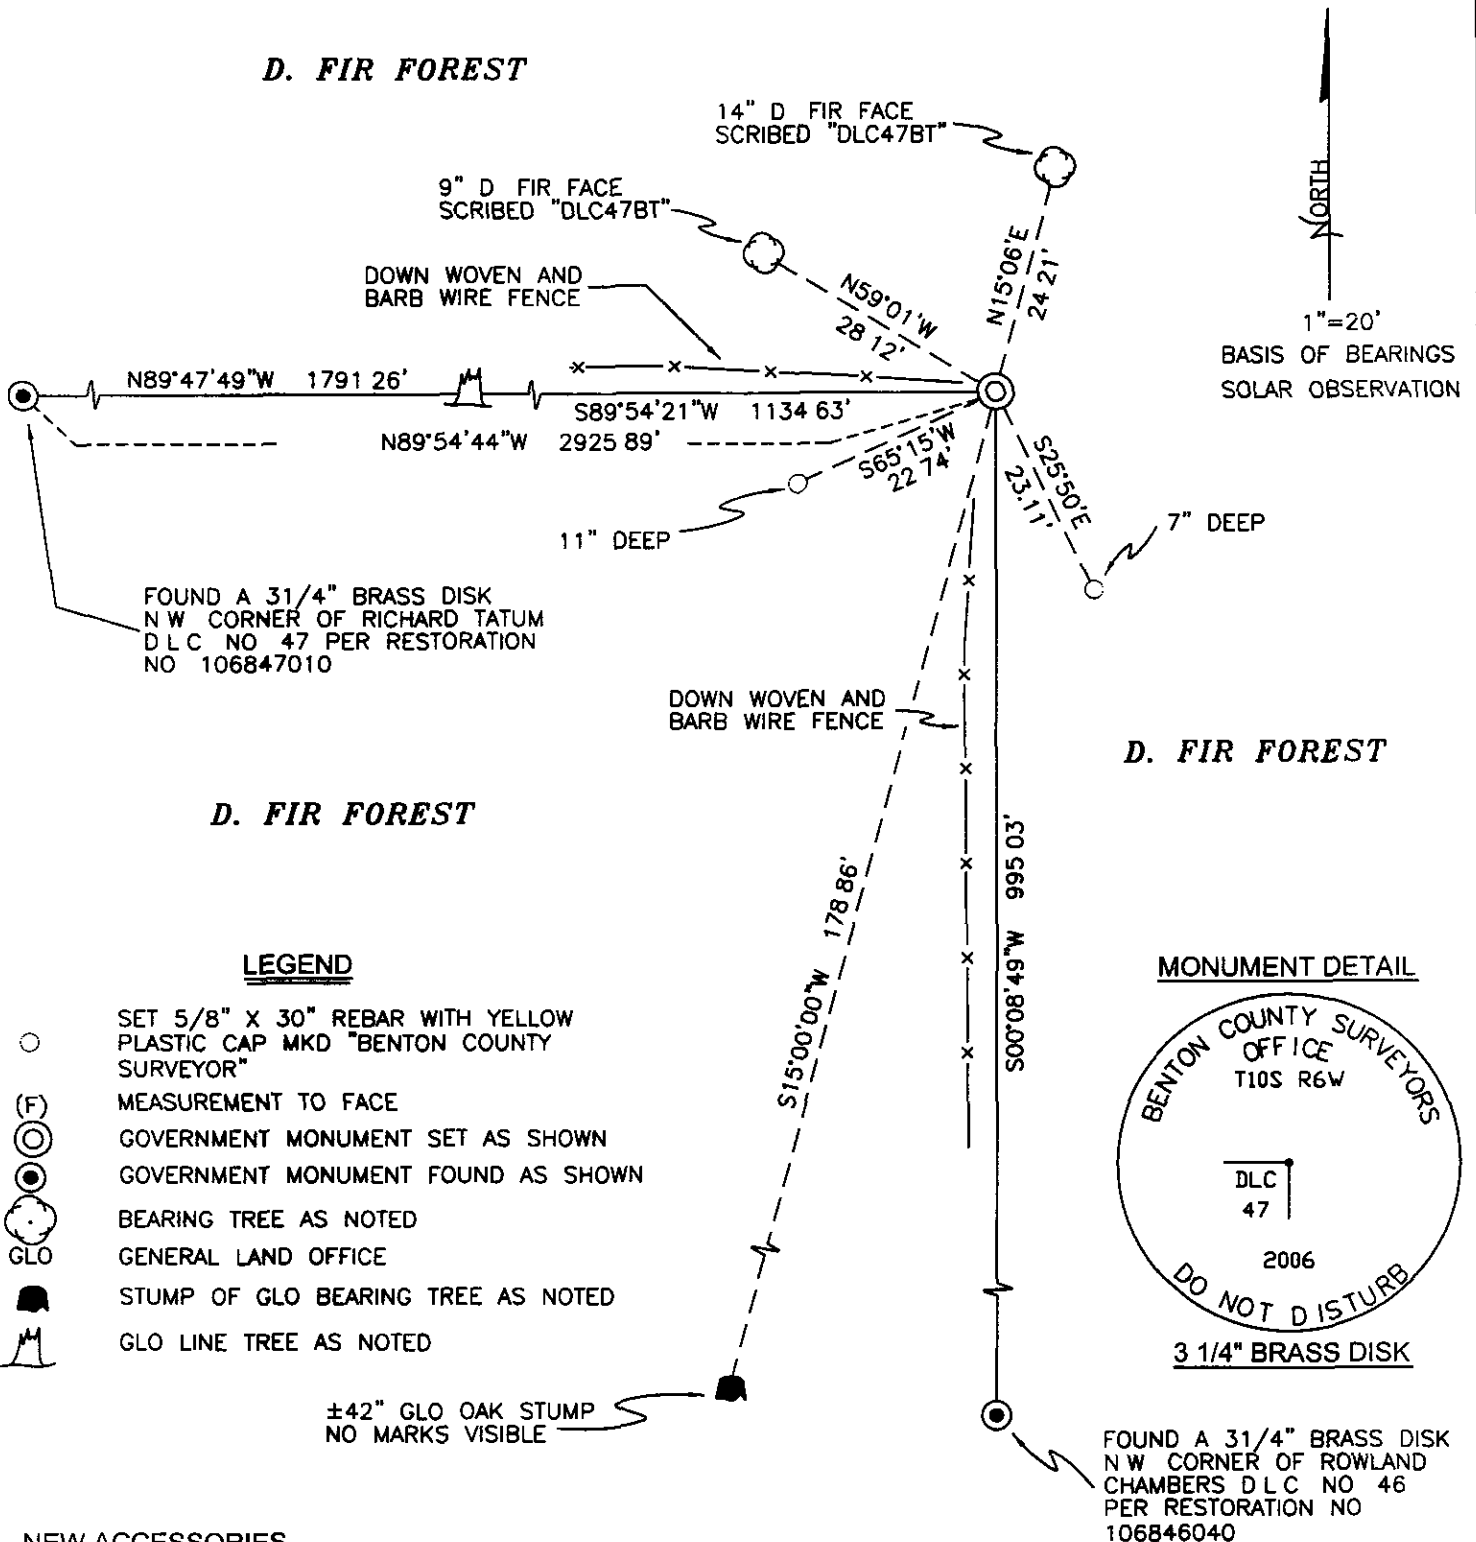 D. FIR FOREST
14" D FIR FACE
SCRIBED "DLC47BT"
9" D FIR FACE
SCRIBED "DLC47BT"
DOWN WOVEN AND
BARB WIRE FENCE
N59°01'W
28 12'
N15°06'E
24 21'
NORTH
1"=20'
BASIS OF BEARINGS
SOLAR OBSERVATION
N89°47'49"W 1791 26'
S89°54'21"W 1134 63'
N89°54'44"W 2925 89'
S65°15'W
22 74'
S25°50'E
23.11'
11" DEEP
7" DEEP
FOUND A 31/4" BRASS DISK
N W CORNER OF RICHARD TATUM
D L C NO 47 PER RESTORATION
NO 106847010
DOWN WOVEN AND
BARB WIRE FENCE
D. FIR FOREST
D. FIR FOREST
S15°00'00"W 178 86'
S00°08'49"W 995 03'
LEGEND
SET 5/8" X 30" REBAR WITH YELLOW
PLASTIC CAP MKD "BENTON COUNTY
SURVEYOR"
(F) MEASUREMENT TO FACE
GOVERNMENT MONUMENT SET AS SHOWN
GOVERNMENT MONUMENT FOUND AS SHOWN
BEARING TREE AS NOTED
GLO GENERAL LAND OFFICE
STUMP OF GLO BEARING TREE AS NOTED
GLO LINE TREE AS NOTED
MONUMENT DETAIL
BENTON COUNTY SURVEYORS
OFFICE
T10S R6W
DLC
47
2006
DO NOT DISTURB
3 1/4" BRASS DISK
±42" GLO OAK STUMP
NO MARKS VISIBLE
FOUND A 31/4" BRASS DISK
N W CORNER OF ROWLAND
CHAMBERS D L C NO 46
PER RESTORATION NO
106846040
NEW ACCESSORIES